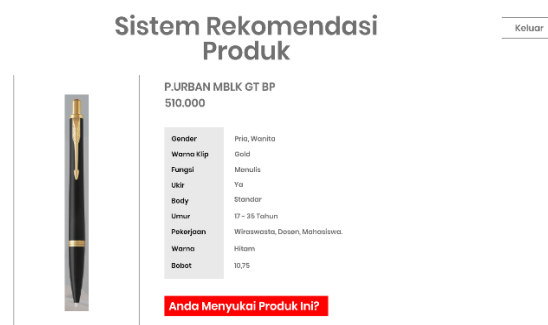 Sistem Rekomendasi
Produk
Keluar
P.URBAN MBLK GT BP
510.000
Gender Pria, Wanita
Warna Klip Gold
Fungsi Menulis
Ukir Ya
Body Standar
Umur 17 - 35 Tahun
Pekerjaan Wiraswasta, Dosen, Mahasiswa.
Warna Hitam
Bobot 10,75
Anda Menyukai Produk Ini?